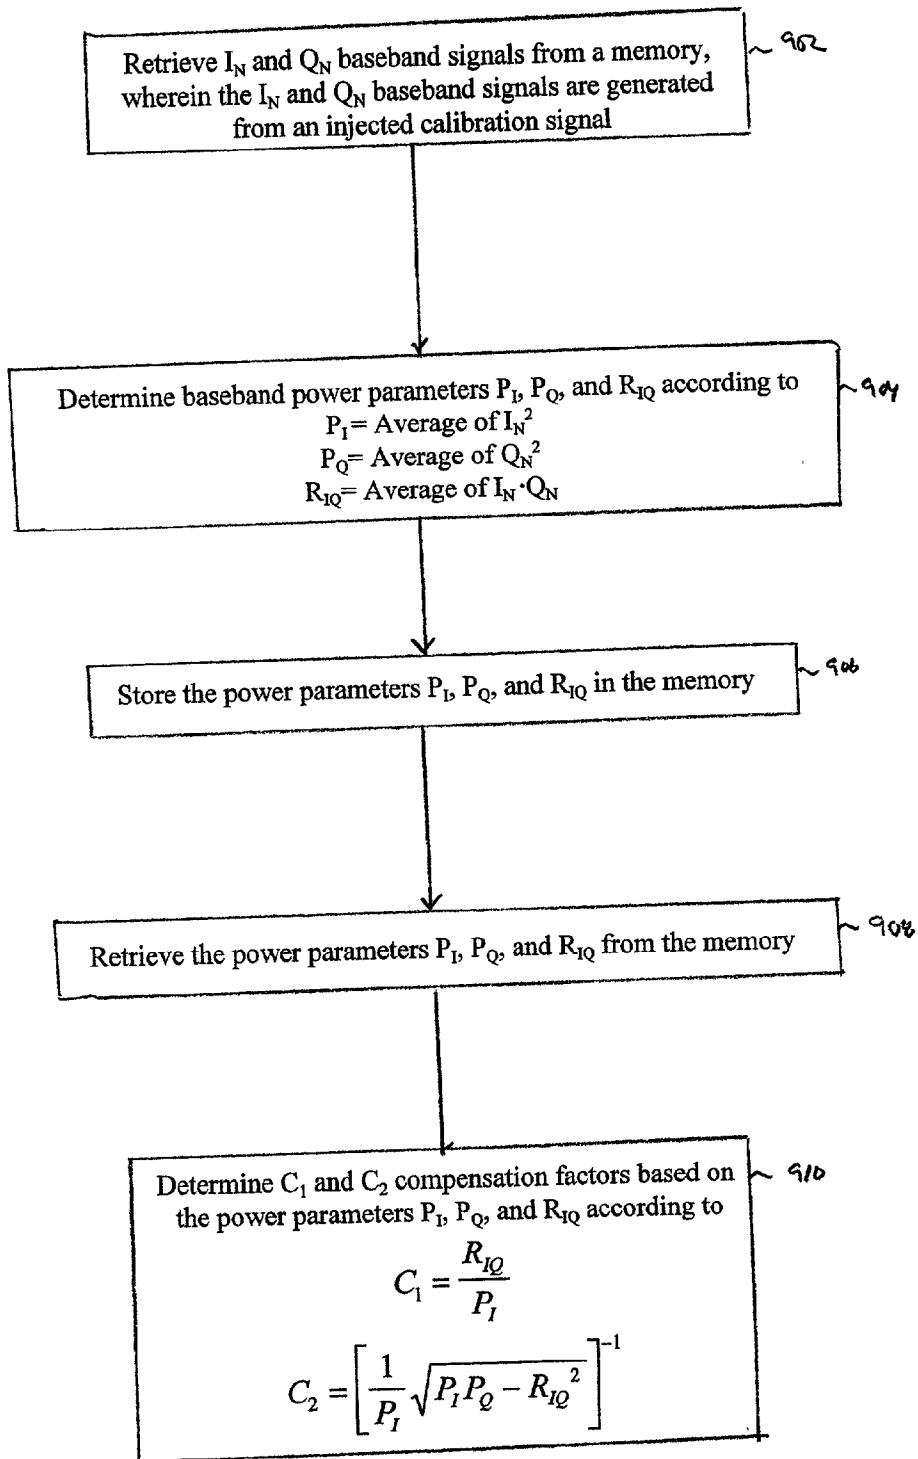 Retrieve I_N and Q_N baseband signals from a memory,
wherein the I_N and Q_N baseband signals are generated
from an injected calibration signal
902
Determine baseband power parameters P_I, P_Q, and R_IQ according to
P_I= Average of I_N^2
P_Q= Average of Q_N^2
R_IQ= Average of I_N·Q_N
904
Store the power parameters P_I, P_Q, and R_IQ in the memory
906
Retrieve the power parameters P_I, P_Q, and R_IQ from the memory
908
Determine C_1 and C_2 compensation factors based on
the power parameters P_I, P_Q, and R_IQ according to
C_1 = R_IQ / P_I
C_2 = [1/P_I √(P_I P_Q − R_IQ^2)]^−1
910